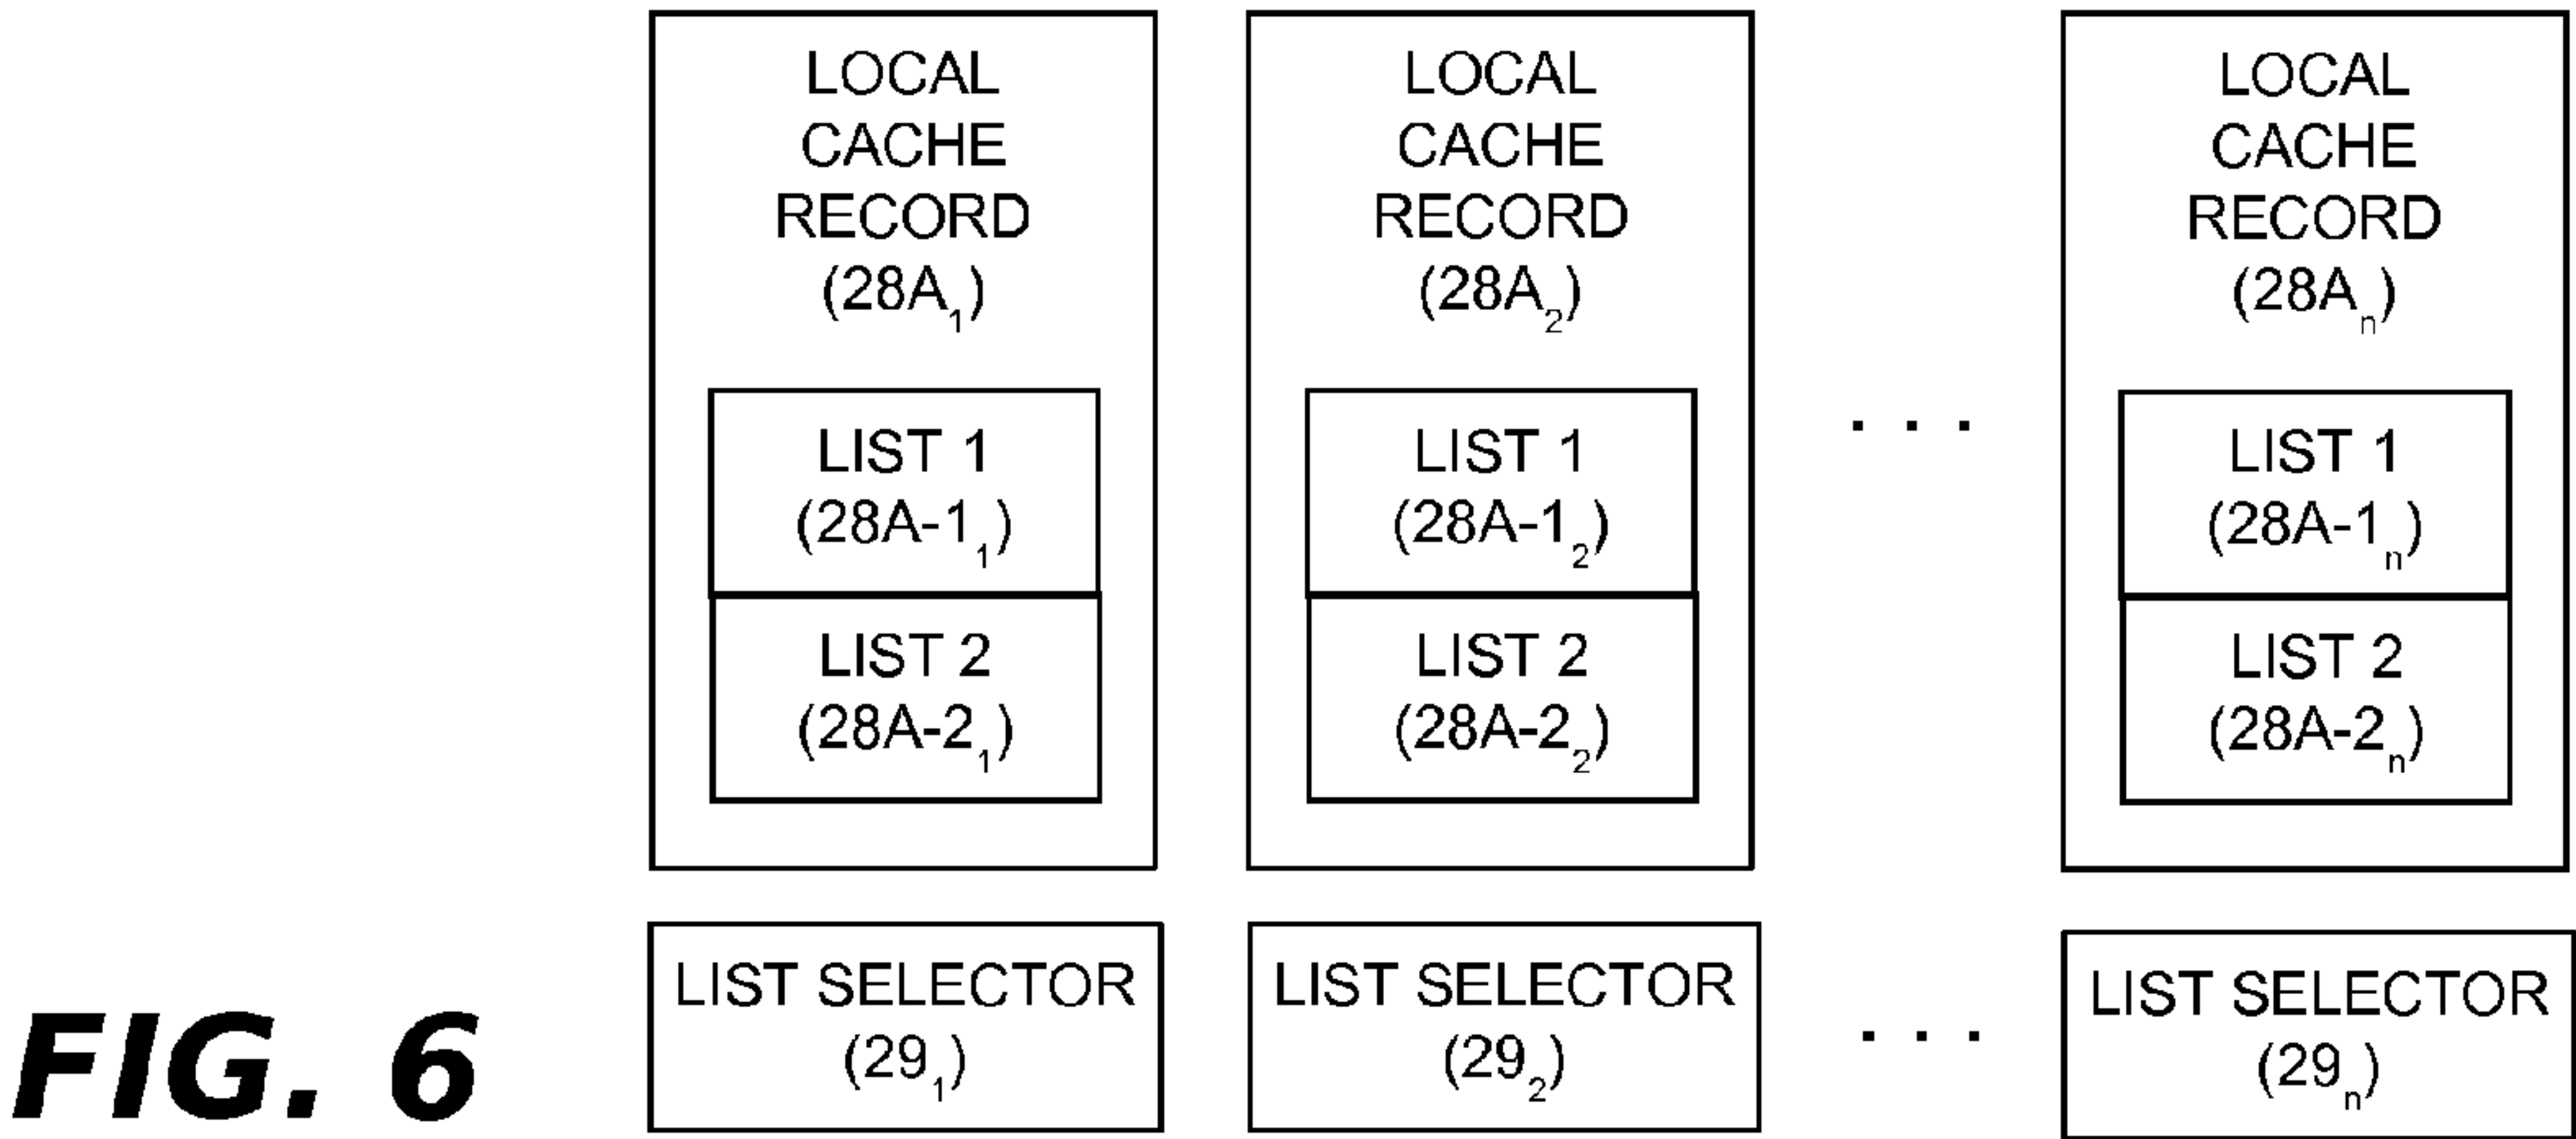 LOCAL
CACHE
RECORD
(28A₁)
LIST 1
(28A-1₁)
LIST 2
(28A-2₁)
LIST SELECTOR
(29₁)
LOCAL
CACHE
RECORD
(28A₂)
LIST 1
(28A-1₂)
LIST 2
(28A-2₂)
LIST SELECTOR
(29₂)
. . .
. . .
LOCAL
CACHE
RECORD
(28Aₙ)
LIST 1
(28A-1ₙ)
LIST 2
(28A-2ₙ)
LIST SELECTOR
(29ₙ)
FIG. 6